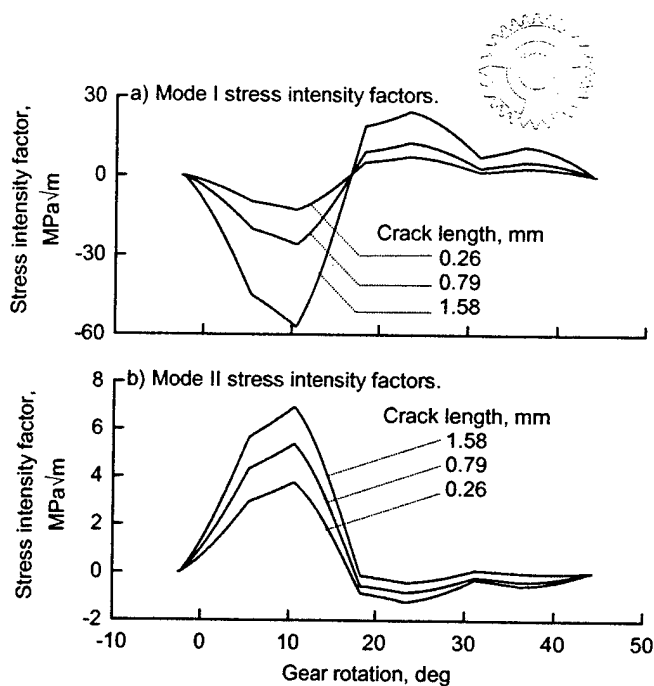 a) Mode I stress intensity factors.
Stress intensity factor,
MPa√m
30
0
-30
-60
Crack length, mm
0.26
0.79
1.58
b) Mode II stress intensity factors.
Stress intensity factor,
MPa√m
8
6
4
2
0
-2
Crack length, mm
1.58
0.79
0.26
-10
0
10
20
30
40
50
Gear rotation, deg